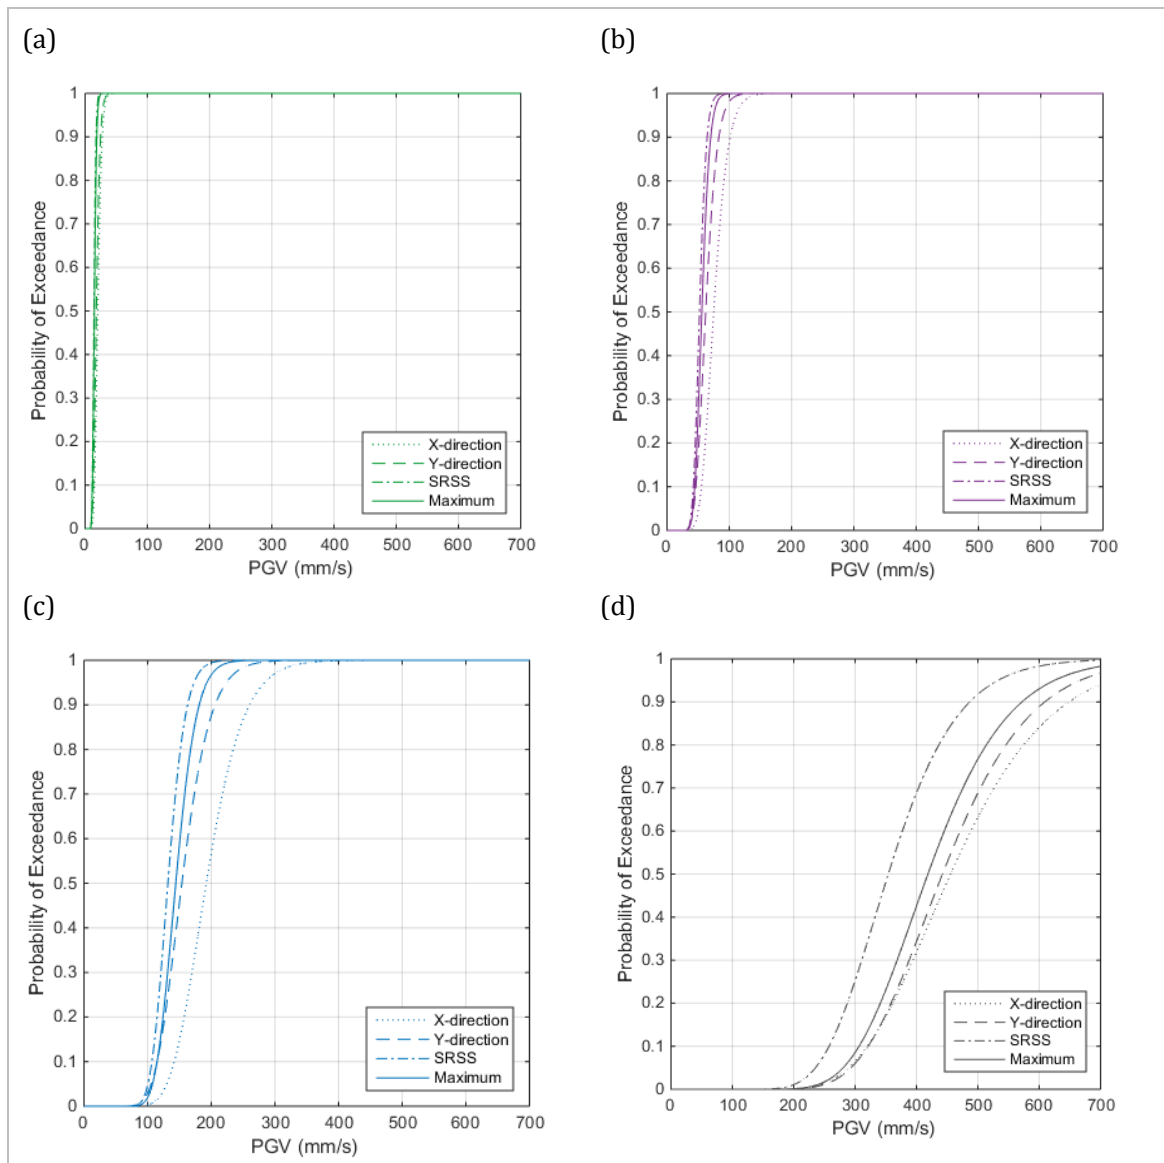 (a)
(b)
1
0.9
0.8
0.7
0.6
0.5
0.4
0.3
0.2
0.1
0
Probability of Exceedance
X-direction
Y-direction
SRSS
Maximum
0 100 200 300 400 500 600 700
PGV (mm/s)
1
0.9
0.8
0.7
0.6
0.5
0.4
0.3
0.2
0.1
0
Probability of Exceedance
X-direction
Y-direction
SRSS
Maximum
0 100 200 300 400 500 600 700
PGV (mm/s)
(c)
(d)
1
0.9
0.8
0.7
0.6
0.5
0.4
0.3
0.2
0.1
0
Probability of Exceedance
X-direction
Y-direction
SRSS
Maximum
0 100 200 300 400 500 600 700
PGV (mm/s)
1
0.9
0.8
0.7
0.6
0.5
0.4
0.3
0.2
0.1
0
Probability of Exceedance
X-direction
Y-direction
SRSS
Maximum
0 100 200 300 400 500 600 700
PGV (mm/s)